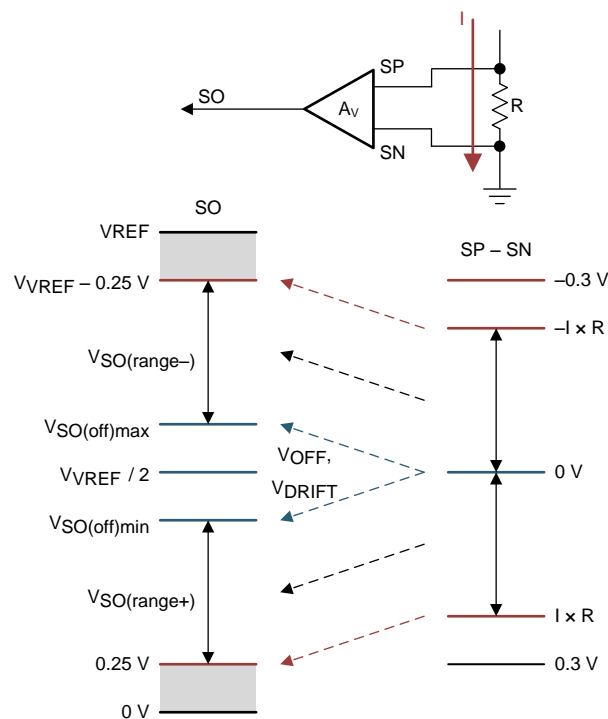 I
SP
SO
AV
R
SN
SO
VREF
SP – SN
VVREF – 0.25 V
–0.3 V
–I × R
VSO(range–)
VSO(off)max
VOFF,
VVREF / 2
0 V
VDRIFT
VSO(off)min
VSO(range+)
I × R
0.25 V
0.3 V
0 V